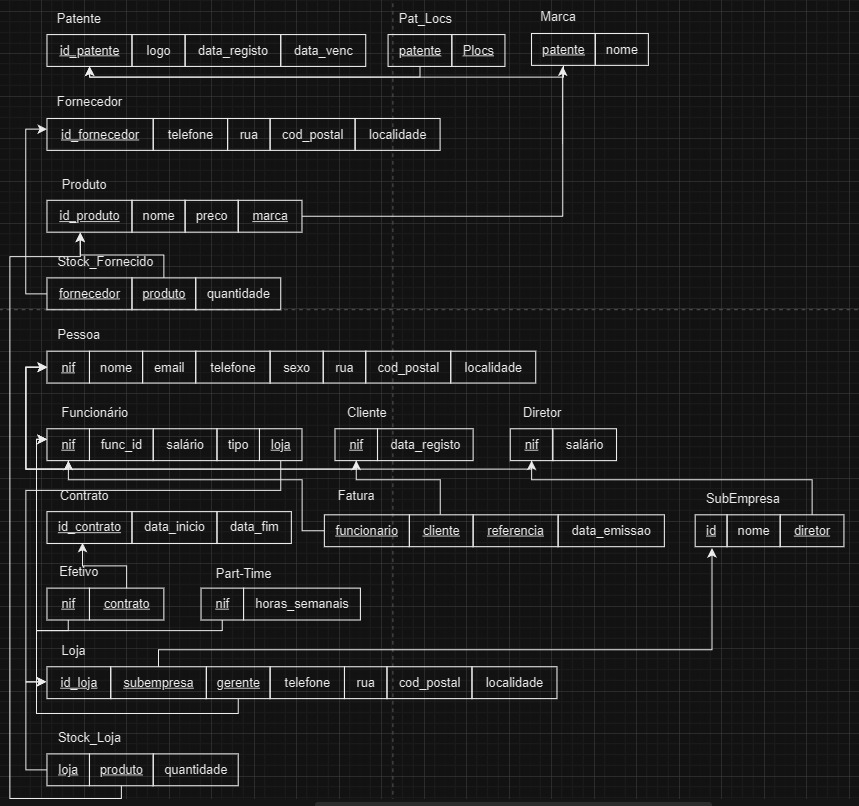 Patente Pat_Locs Marca
id_patente logo data_registo data_venc patente Plocs patente nome
Fornecedor
id_fornecedor telefone rua cod_postal localidade
Produto
id_produto nome preco marca
Stock_Fornecido
fornecedor produto quantidade
Pessoa
nif nome email telefone sexo rua cod_postal localidade
Funcionário Cliente Diretor
nif func_id salário tipo loja nif data_registo nif salário
Contrato Fatura SubEmpresa
id_contrato data_inicio data_fim funcionario cliente referencia data_emissao id nome diretor
Efetivo Part-Time
nif contrato nif horas_semanais
Loja
id_loja subempresa gerente telefone rua cod_postal localidade
Stock_Loja
loja produto quantidade